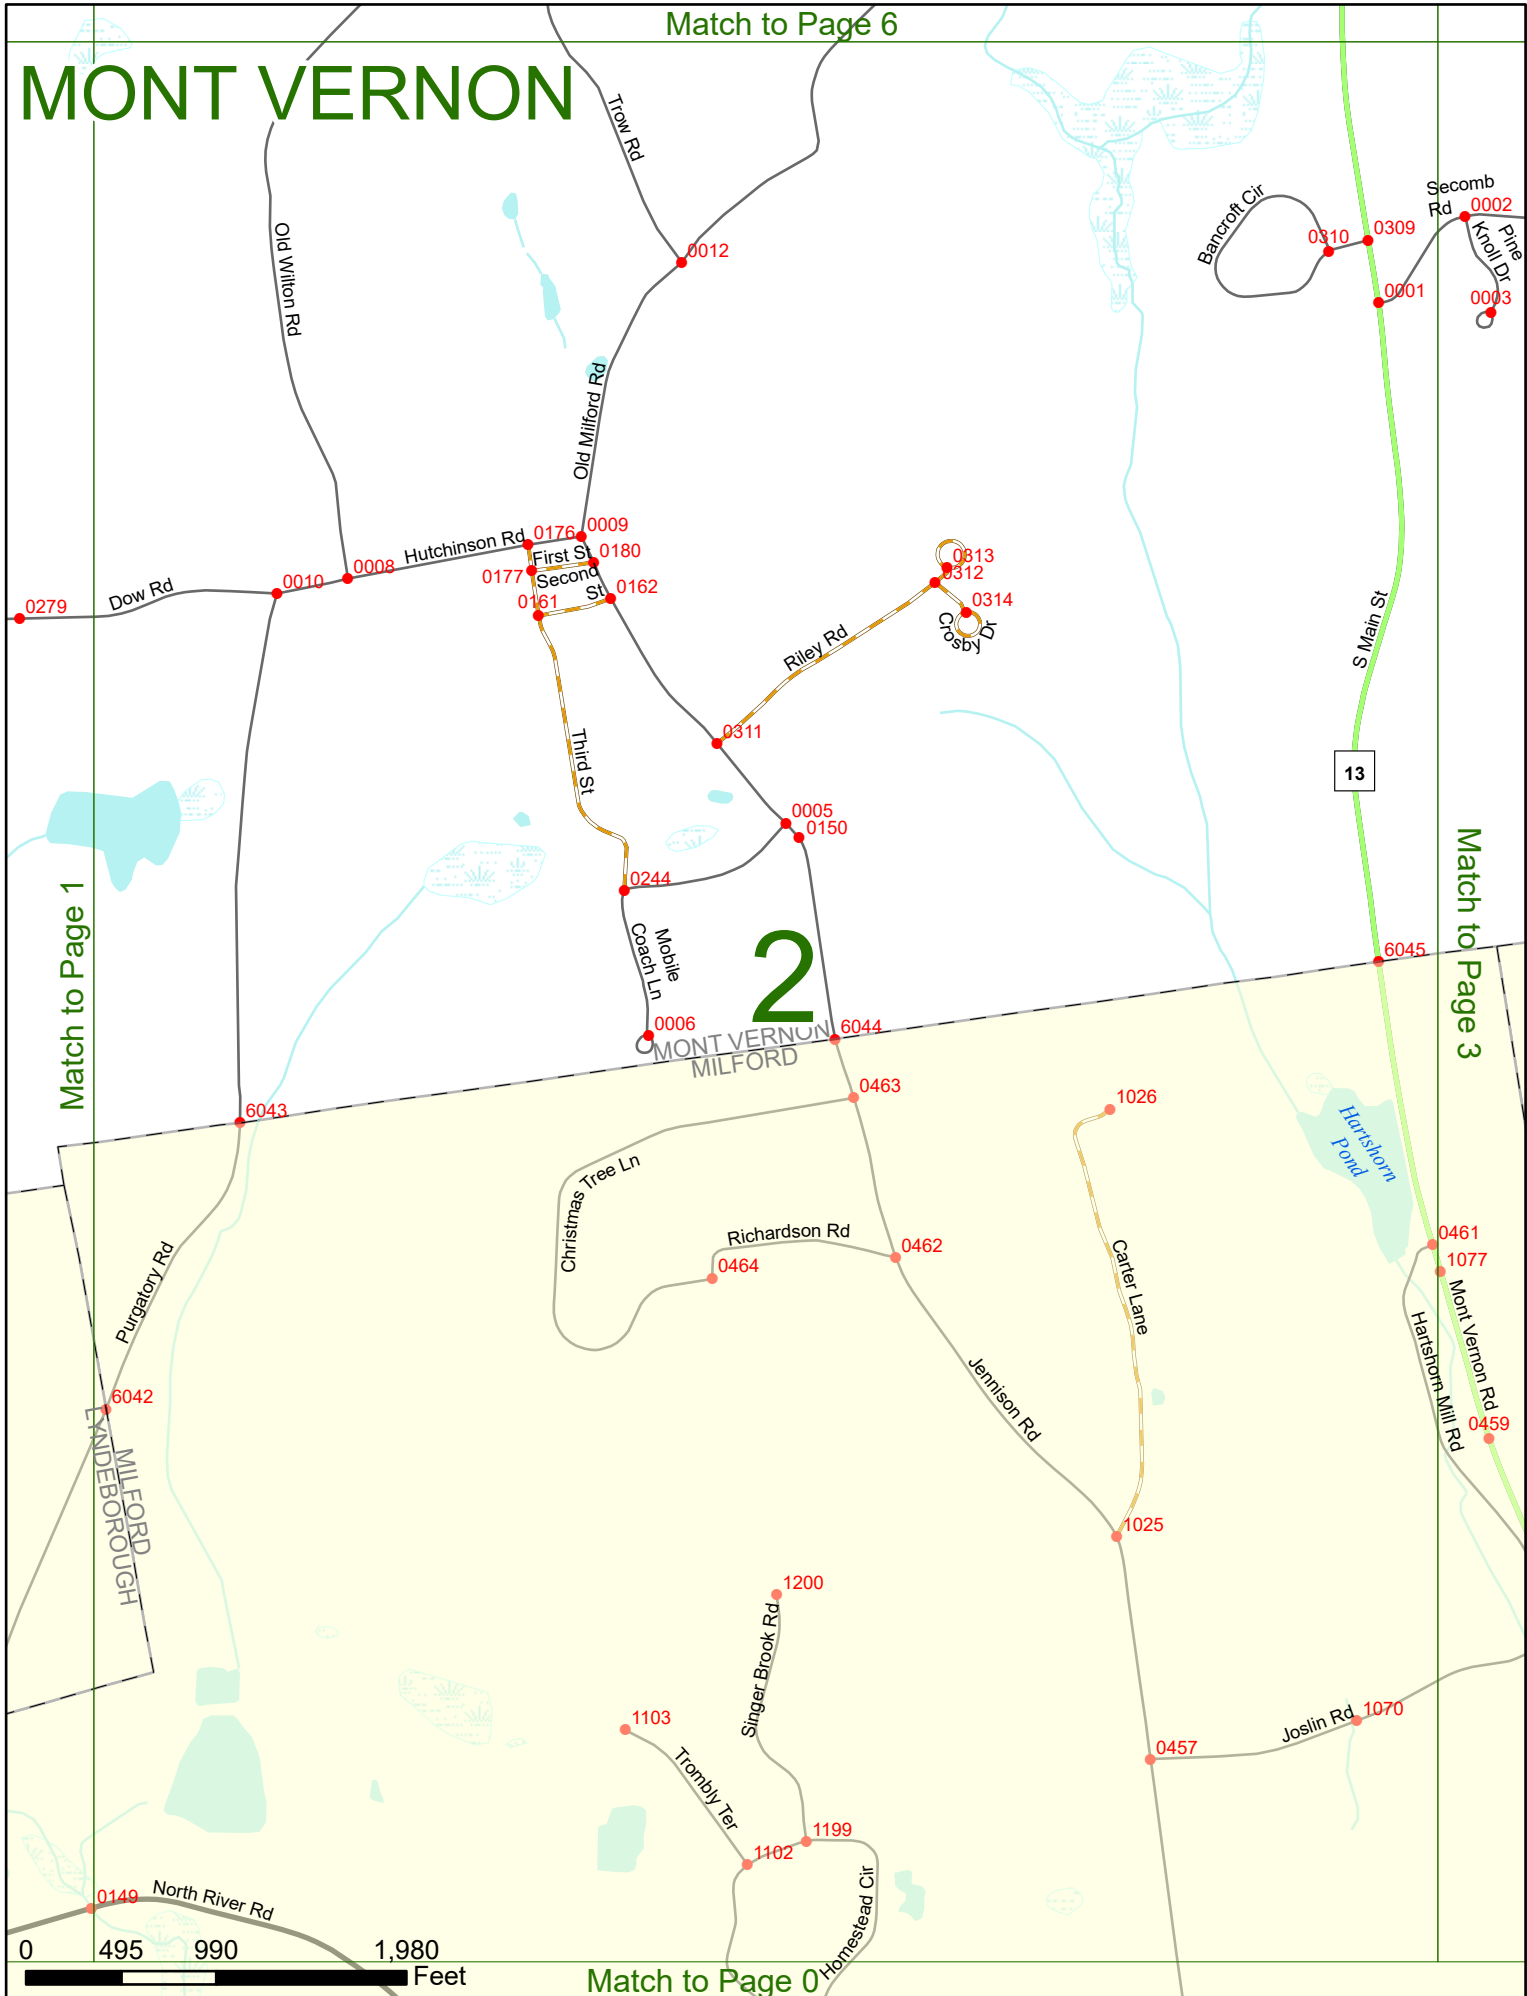 Match to Page 6
MONT VERNON
Trow Rd
Old Wilton Rd
0012
Bancroft Cir
0310
0309
Secomb
Rd
0002
Pine
Knoll Dr
0001
0003
Old Milford Rd
0176
0009
Hutchinson Rd
First St
0180
0177
Second
St
0162
0161
0008
0010
Dow Rd
0279
0313
0312
0314
Crosby Dr
Riley Rd
0311
S Main St
13
Third St
0005
0150
0244
Mobile
Coach Ln
0006
2
Match to Page 1
Match to Page 3
6045
6044
MONT VERNON
MILFORD
6043
0463
1026
Hartshorn
Pond
Christmas Tree Ln
Richardson Rd
0464
0462
Carter Lane
0461
1077
Mont Vernon Rd
Hartshorn Mill Rd
0459
Purgatory Rd
6042
MILFORD
LYNDEBOROUGH
Jennison Rd
1025
1200
Singer Brook Rd
1103
Trombly Ter
1102
1199
Homestead Cir
0457
Joslin Rd
1070
0149
North River Rd
0 495 990 1,980
Feet
Match to Page 0